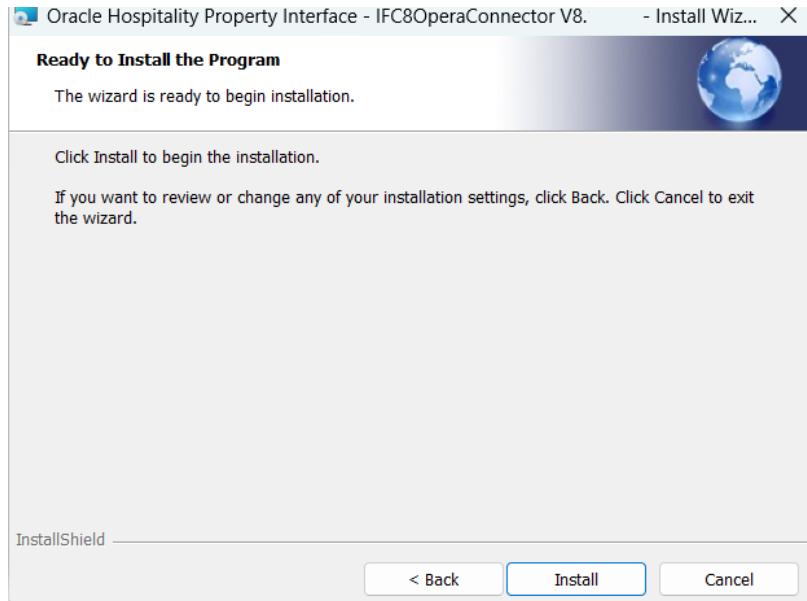 Oracle Hospitality Property Interface - IFC8OperaConnector V8. - Install Wiz...
Ready to Install the Program
The wizard is ready to begin installation.
Click Install to begin the installation.
If you want to review or change any of your installation settings, click Back. Click Cancel to exit
the wizard.
InstallShield
< Back Install Cancel